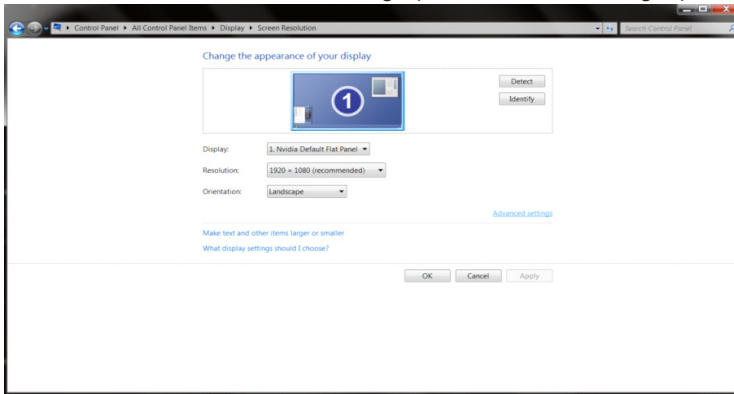 Control Panel ▸ All Control Panel Items ▸ Display ▸ Screen Resolution
Search Control Panel
Change the appearance of your display
1
Detect
Identify
Display: 1. Nvidia Default Flat Panel
Resolution: 1920 × 1080 (recommended)
Orientation: Landscape
Advanced settings
Make text and other items larger or smaller
What display settings should I choose?
OK Cancel Apply